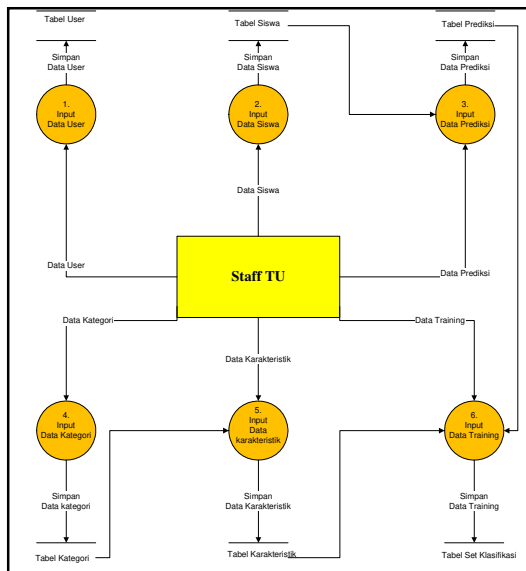 Tabel User
Tabel Siswa
Tabel Prediksi
Simpan
Data User
Simpan
Data Siswa
Simpan
Data Prediksi
1.
Input
Data User
2.
Input
Data Siswa
3.
Input
Data Prediksi
Data Siswa
Data User
Staff TU
Data Prediksi
Data Kategori
Data Training
Data Karakteristik
4.
Input
Data Kategori
5.
Input
Data
karakteristik
6.
Input
Data Training
Simpan
Data kategori
Simpan
Data Karakteristik
Simpan
Data Training
Tabel Kategori
Tabel Karakteristik
Tabel Set Klasifikasi